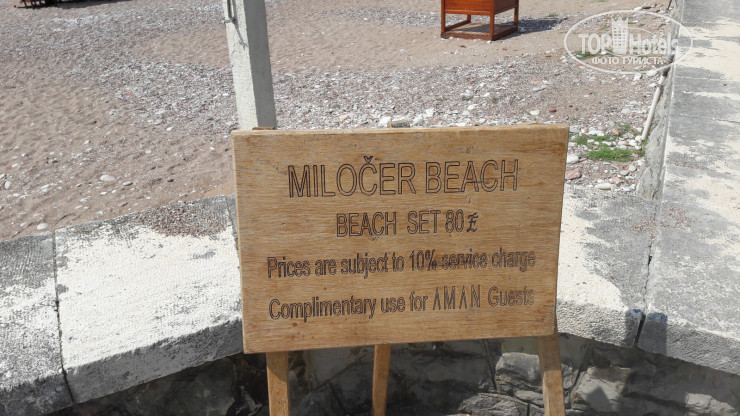 TOPHotels
ФОТО ТУРИСТА
MILOČER BEACH
BEACH SET 80 £
Prices are subject to 10% service charge
Complimentary use for AMAN Guests